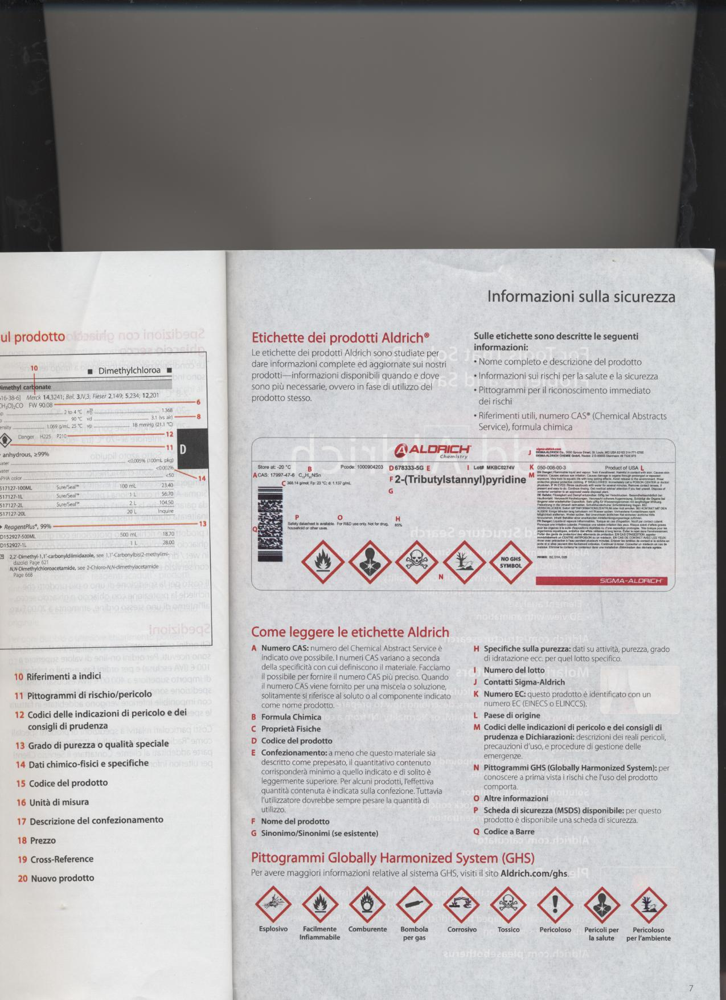 ul prodotto
10
■ Dimethylchloroa ■
imethyl carbonate
16-38-6] Merck 14,3241; Beil. 3,IV,3; Fieser 2,149; 5,234; 12,201
H₃O)₂CO FW 90.08 6
2 to 4 °C 1.368
90 °C vd 3.1 (vs air) 8
ensity 1.069 g/mL, 25 °C vp 18 mmHg (21.1 °C)
Danger H225 P210 12
11
D
anhydrous, ≥99%
ater <0.005% (100mL pkg)
ater <0.002%
PHA color <50 14
517127-100ML Sure/Seal™ 100 mL 23.40
517127-1L Sure/Seal™ 1 L 56.70
517127-2L Sure/Seal™ 2 L 104.50
517127-20L 20 L Inquire
ReagentPlus®, 99% 13
D152927-500ML 500 mL 18.70
D152927-1L 1 L 28.00
2,2'-Dimethyl-1,1'-carbonyldiimidazole, see 1,1'-Carbonylbis(2-methylimi-
dazole) Page 621
N,N-Dimethylchloroacetamide, see 2-Chloro-N,N-dimethylacetamide
Page 668
10 Riferimenti a indici
11 Pittogrammi di rischio/pericolo
12 Codici delle indicazioni di pericolo e dei
consigli di prudenza
13 Grado di purezza o qualità speciale
14 Dati chimico-fisici e specifiche
15 Codice del prodotto
16 Unità di misura
17 Descrizione del confezionamento
18 Prezzo
19 Cross-Reference
20 Nuovo prodotto
Informazioni sulla sicurezza
Etichette dei prodotti Aldrich®
Le etichette dei prodotti Aldrich sono studiate per
dare informazioni complete ed aggiornate sui nostri
prodotti—informazioni disponibili quando e dove
sono più necessarie, ovvero in fase di utilizzo del
prodotto stesso.
Sulle etichette sono descritte le seguenti
informazioni:
• Nome completo e descrizione del prodotto
• Informazioni sui rischi per la salute e la sicurezza
• Pittogrammi per il riconoscimento immediato
dei rischi
• Riferimenti utili, numero CAS® (Chemical Abstracts
Service), formula chimica
ALDRICH
Chemistry
J sigma-aldrich.com
SIGMA-ALDRICH Co., 3050 Spruce Street, St. Louis, MO USA 63103 314-771-5765
Store at: -20 °C B Pcode: 1000904203 D 678333-5G E I Lot# MKBC0274V K 050-008-00-3 Product of USA L
A CAS: 17997-47-6 C₁₇H₃₁NSn F 2-(Tributylstannyl)pyridine M
C 368.14 g/mol; Fp: 23 °C; d: 1.137 g/mL
G
P O H
Safety datasheet is available. For R&D use only. Not for drug, 85%
household or other uses.
Q
NO GHS
SYMBOL
N
WHMIS: B2, D1A, D2B
SIGMA-ALDRICH
Come leggere le etichette Aldrich
A Numero CAS: numero del Chemical Abstract Service è
indicato ove possibile. I numeri CAS variano a seconda
della specificità con cui definiscono il materiale. Facciamo
il possibile per fornire il numero CAS più preciso. Quando
il numero CAS viene fornito per una miscela o soluzione,
solitamente si riferisce al soluto o al componente indicato
come nome prodotto.
B Formula Chimica
C Proprietà Fisiche
D Codice del prodotto
E Confezionamento: a meno che questo materiale sia
descritto come prepesato, il quantitativo contenuto
corrisponderà minimo a quello indicato e di solito è
leggermente superiore. Per alcuni prodotti, l'effettiva
quantità contenuta è indicata sulla confezione. Tuttavia
l'utilizzatore dovrebbe sempre pesare la quantità di
utilizzo.
F Nome del prodotto
G Sinonimo/Sinonimi (se esistente)
H Specifiche sulla purezza: dati su attività, purezza, grado
di idratazione ecc. per quel lotto specifico.
I Numero del lotto
J Contatti Sigma-Aldrich
K Numero EC: questo prodotto è identificato con un
numero EC (EINECS o ELINCCS).
L Paese di origine
M Codici delle indicazioni di pericolo e dei consigli di
prudenza e Dichiarazioni: descrizioni dei reali pericoli,
precauzioni d'uso, e procedure di gestione delle
emergenze.
N Pittogrammi GHS (Globally Harmonized System): per
conoscere a prima vista i rischi che l'uso del prodotto
comporta.
O Altre informazioni
P Scheda di sicurezza (MSDS) disponibile: per questo
prodotto è disponibile una scheda di sicurezza.
Q Codice a Barre
Pittogrammi Globally Harmonized System (GHS)
Per avere maggiori informazioni relative al sistema GHS, visiti il sito Aldrich.com/ghs.
Esplosivo
Facilmente
Infiammabile
Comburente
Bombola
per gas
Corrosivo
Tossico
Pericoloso
Pericoli per
la salute
Pericoloso
per l'ambiente
7